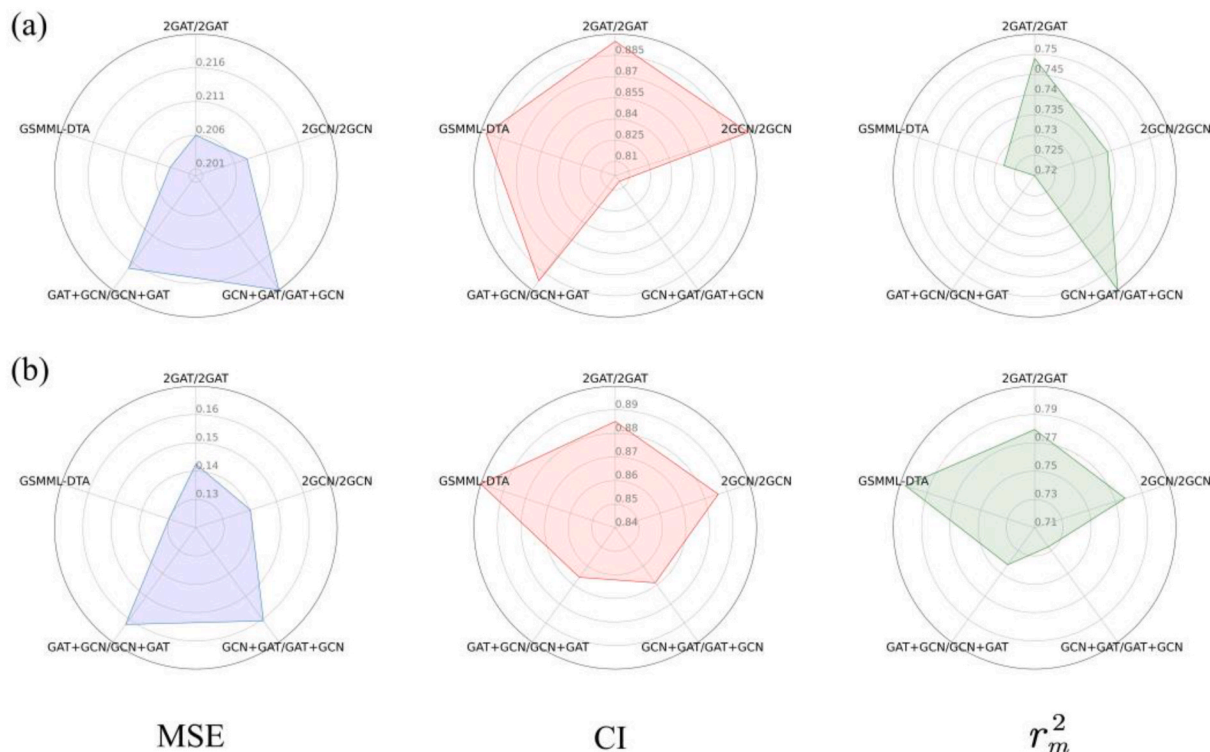 (a)
2GAT/2GAT
0.216
0.211
0.206
0.201
GSMML-DTA
2GCN/2GCN
GAT+GCN/GCN+GAT
GCN+GAT/GAT+GCN
2GAT/2GAT
0.885
0.87
0.855
0.84
0.825
0.81
GSMML-DTA
2GCN/2GCN
GAT+GCN/GCN+GAT
GCN+GAT/GAT+GCN
2GAT/2GAT
0.75
0.745
0.74
0.735
0.73
0.725
0.72
GSMML-DTA
2GCN/2GCN
GAT+GCN/GCN+GAT
GCN+GAT/GAT+GCN
(b)
2GAT/2GAT
0.16
0.15
0.14
0.13
GSMML-DTA
2GCN/2GCN
GAT+GCN/GCN+GAT
GCN+GAT/GAT+GCN
2GAT/2GAT
0.89
0.88
0.87
0.86
0.85
0.84
GSMML-DTA
2GCN/2GCN
GAT+GCN/GCN+GAT
GCN+GAT/GAT+GCN
2GAT/2GAT
0.79
0.77
0.75
0.73
0.71
GSMML-DTA
2GCN/2GCN
GAT+GCN/GCN+GAT
GCN+GAT/GAT+GCN
MSE
CI
r_m^2